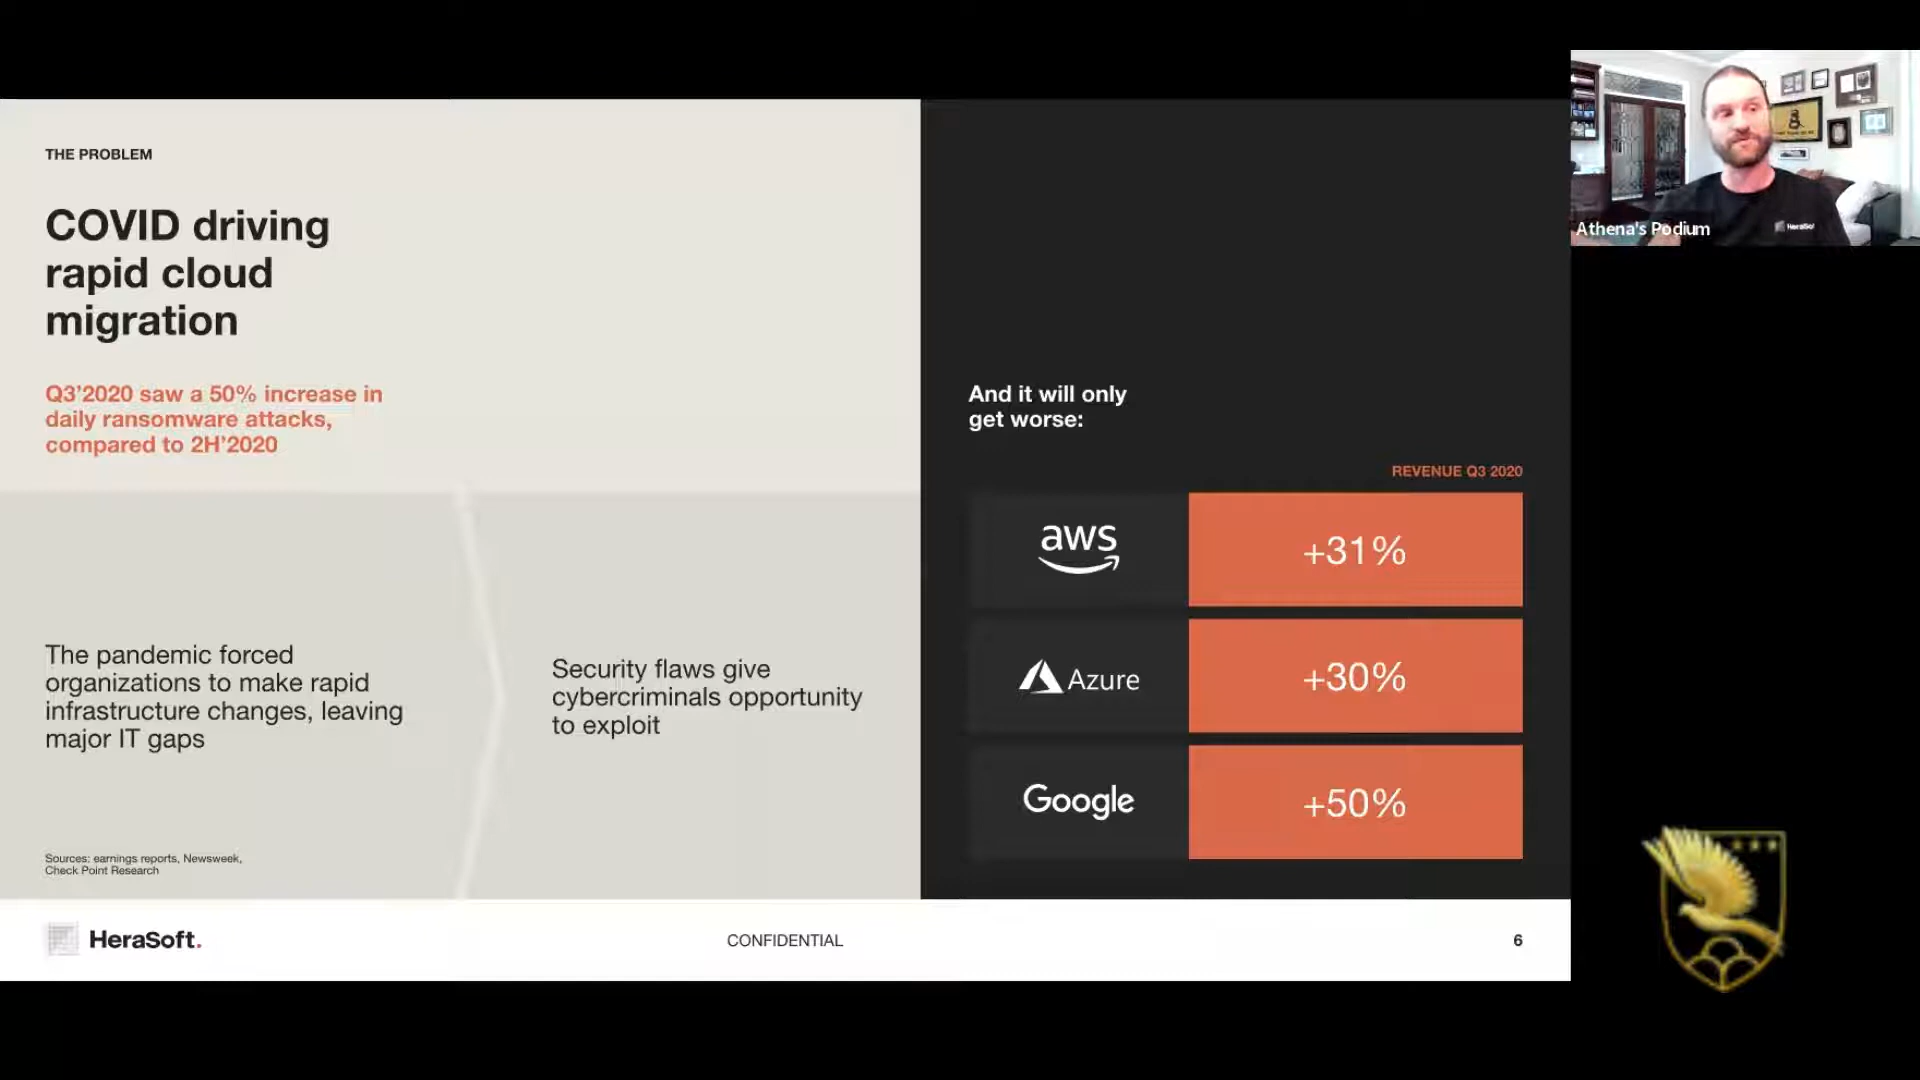 THE PROBLEM
COVID driving
rapid cloud
migration
Q3'2020 saw a 50% increase in
daily ransomware attacks,
compared to 2H'2020
The pandemic forced
organizations to make rapid
infrastructure changes, leaving
major IT gaps
Security flaws give
cybercriminals opportunity
to exploit
Sources: earnings reports, Newsweek,
Check Point Research
And it will only
get worse:
REVENUE Q3 2020
aws
+31%
Azure
+30%
Google
+50%
HeraSoft.
CONFIDENTIAL
6
Athena's Podium
HeraSoft